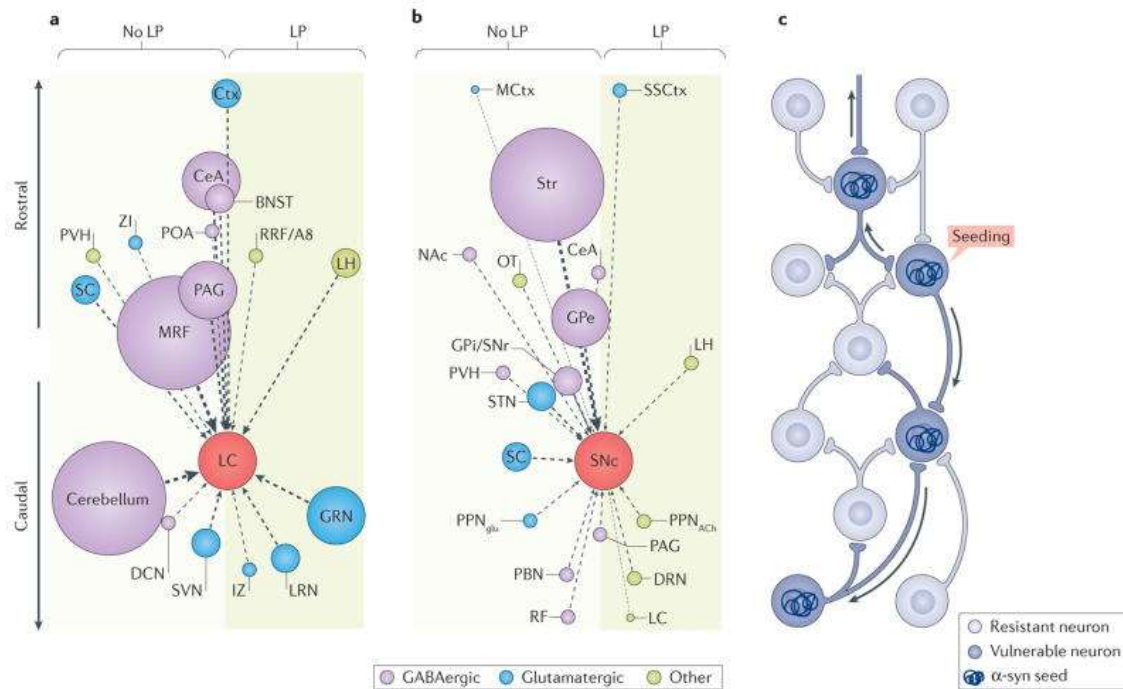 a
No LP
LP
Rostral
Caudal
Ctx
CeA
BNST
POA
RRF/A8
ZI
PVH
SC
PAG
MRF
LH
LC
Cerebellum
GRN
DCN
SVN
IZ
LRN
b
No LP
LP
MCtx
SSCtx
Str
NAc
OT
CeA
GPe
GPi/SNr
LH
PVH
STN
SC
SNc
PPNglu
PPNACh
PAG
PBN
DRN
RF
LC
GABAergic
Glutamatergic
Other
c
Seeding
Resistant neuron
Vulnerable neuron
α-syn seed